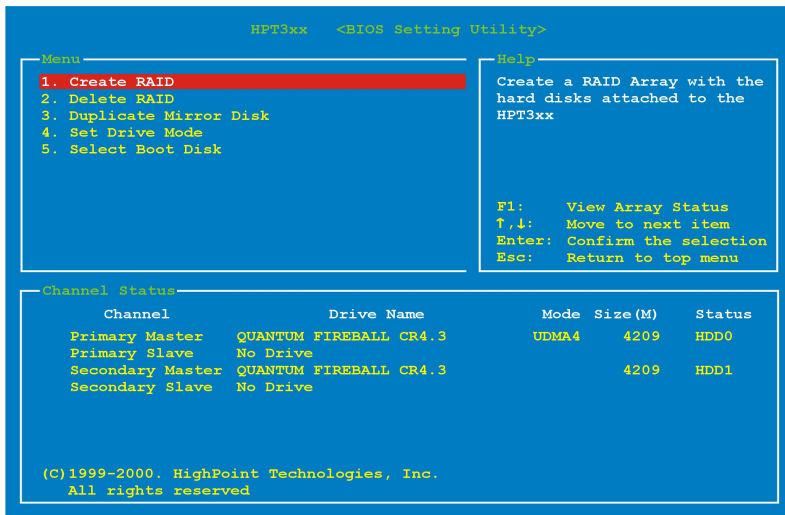 HPT3xx <BIOS Setting Utility>
Menu
1. Create RAID
2. Delete RAID
3. Duplicate Mirror Disk
4. Set Drive Mode
5. Select Boot Disk
Help
Create a RAID Array with the
hard disks attached to the
HPT3xx
F1: View Array Status
↑,↓: Move to next item
Enter: Confirm the selection
Esc: Return to top menu
Channel Status
Channel Drive Name Mode Size(M) Status
Primary Master QUANTUM FIREBALL CR4.3 UDMA4 4209 HDD0
Primary Slave No Drive
Secondary Master QUANTUM FIREBALL CR4.3 4209 HDD1
Secondary Slave No Drive
(C)1999-2000. HighPoint Technologies, Inc.
All rights reserved